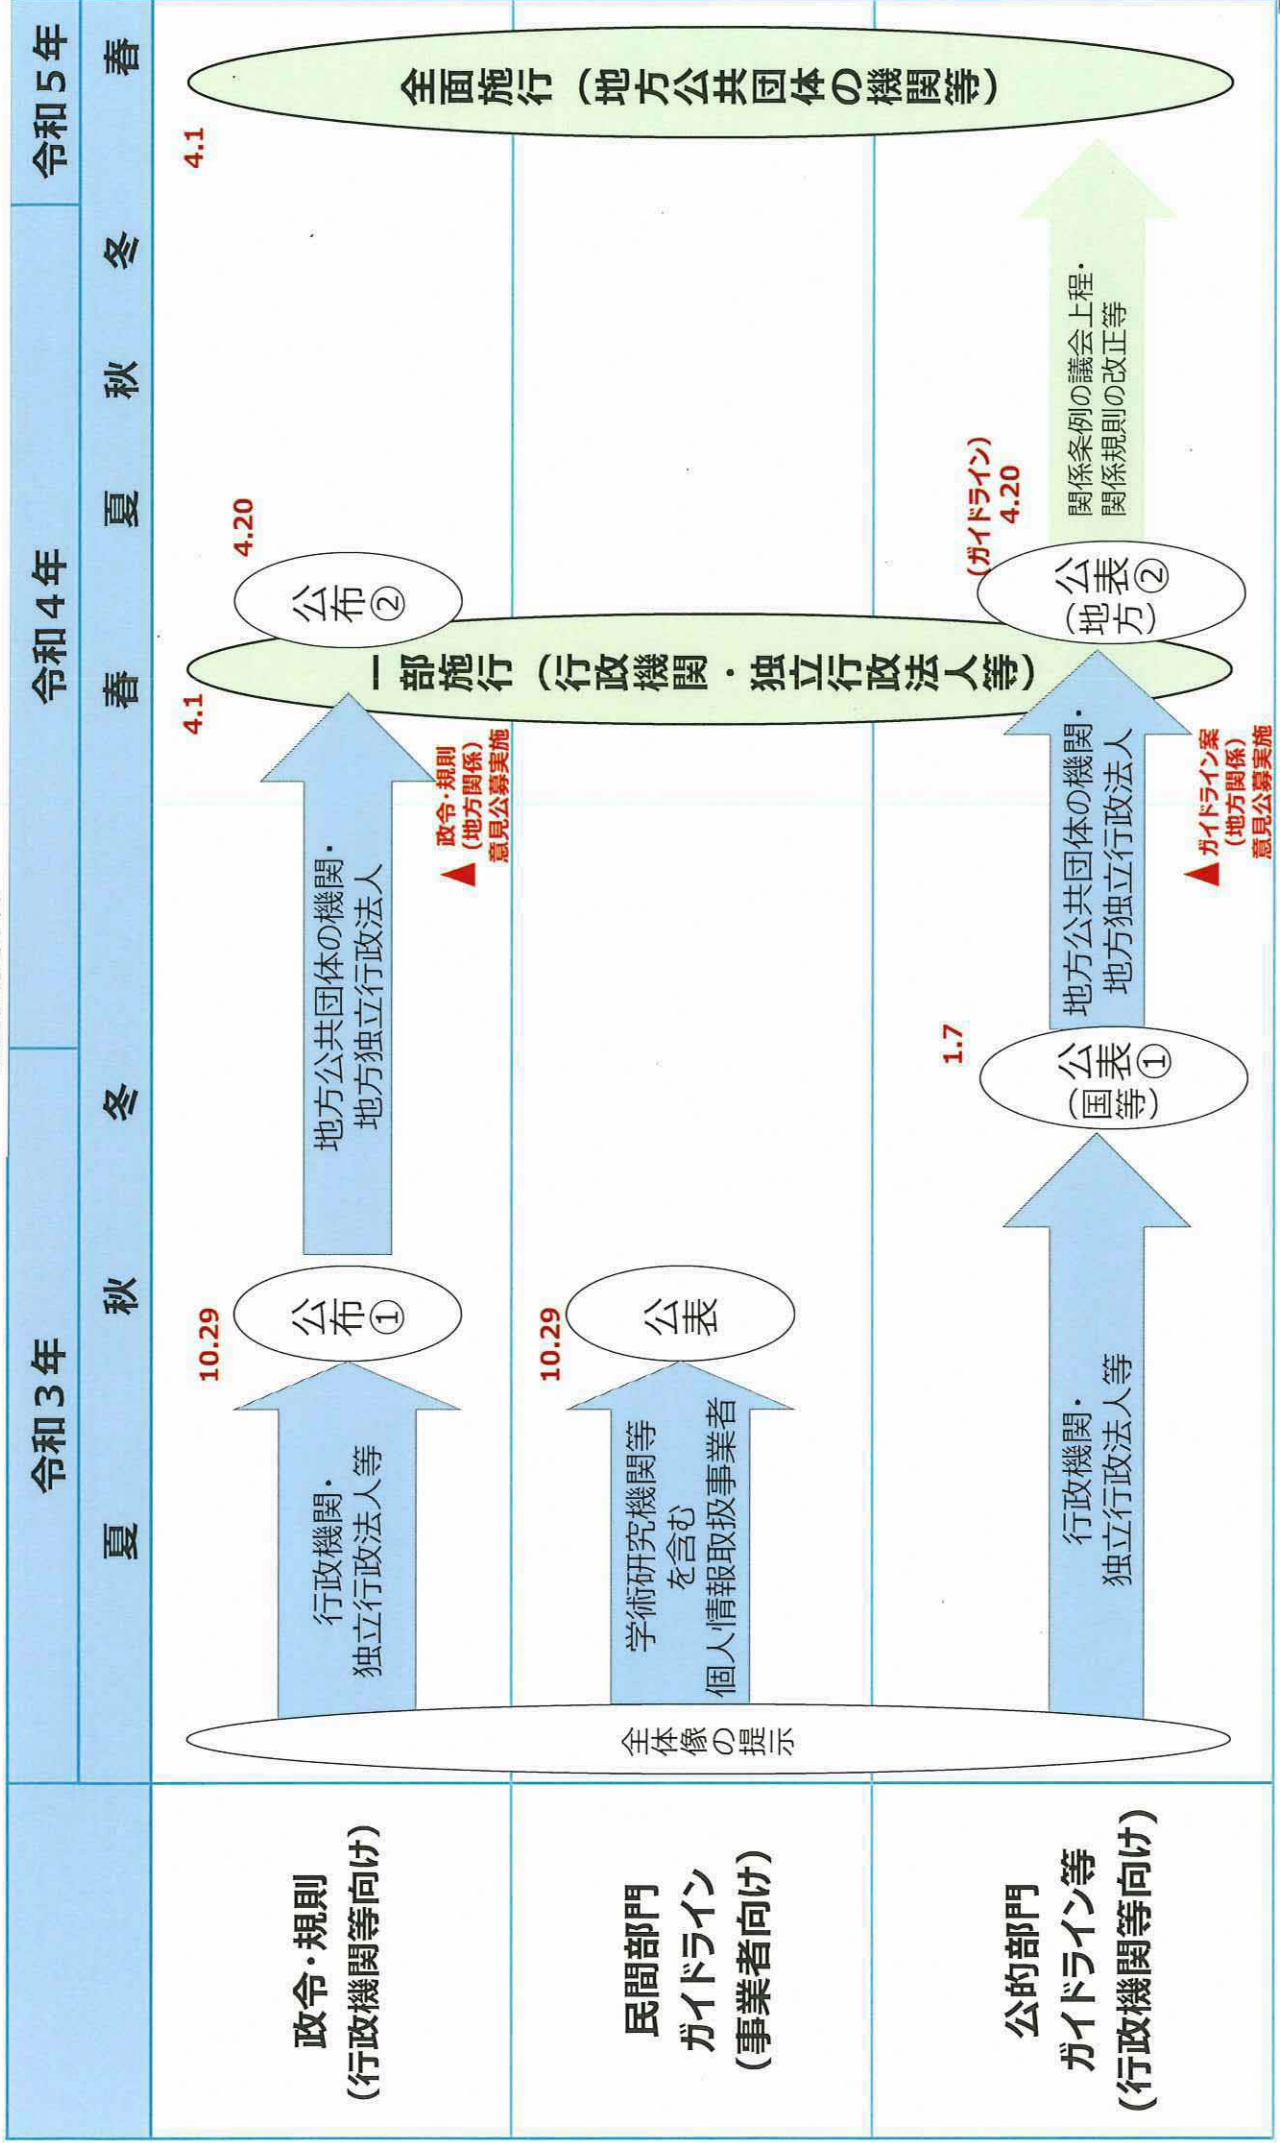 令和3年
令和4年
令和5年
夏
秋
冬
春
夏
秋
冬
春
政令・規則
(行政機関等向け)
行政機関・
独立行政法人等
10.29
公布①
地方公共団体の機関・
地方独立行政法人
▲政令・規則
(地方関係)
意見公募実施
4.1
4.20
公布②
4.1
民間部門
ガイドライン
(事業者向け)
全体像の提示
学術研究機関等
を含む
個人情報取扱事業者
10.29
公表
一部施行(行政機関・独立行政法人等)
全面施行(地方公共団体の機関等)
公的部門
ガイドライン等
(行政機関等向け)
行政機関・
独立行政法人等
1.7
公表①
(国等)
地方公共団体の機関・
地方独立行政法人
▲ガイドライン案
(地方関係)
意見公募実施
(ガイドライン)
4.20
公表②
(地方)
関係条例の議会上程・
関係規則の改正等